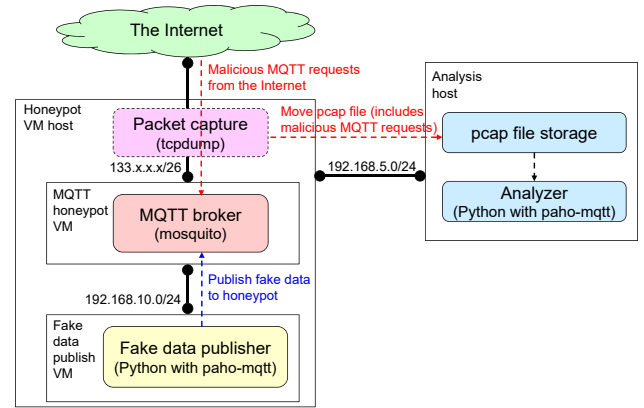 The Internet
Malicious MQTT requests
from the Internet
Honeypot
VM host
Packet capture
(tcpdump)
Move pcap file (includes
malicious MQTT requests)
133.x.x.x/26
192.168.5.0/24
Analysis
host
pcap file storage
Analyzer
(Python with paho-mqtt)
MQTT
honeypot
VM
MQTT broker
(mosquito)
Publish fake data
to honeypot
192.168.10.0/24
Fake
data
publish
VM
Fake data publisher
(Python with paho-mqtt)